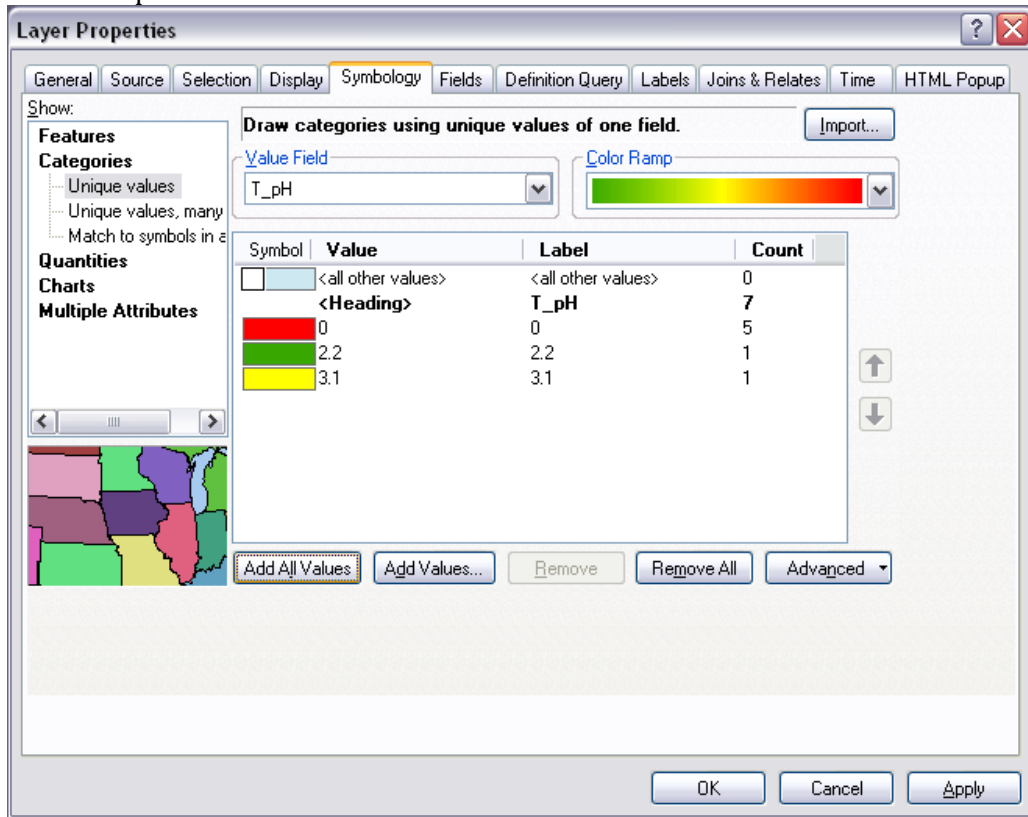 Layer Properties
General Source Selection Display Symbology Fields Definition Query Labels Joins & Relates Time HTML Popup
Show:
Features
Categories
Unique values
Unique values, many
Match to symbols in a
Quantities
Charts
Multiple Attributes
Draw categories using unique values of one field.
Import...
Value Field
T_pH
Color Ramp
Symbol Value Label Count
<all other values> <all other values> 0
<Heading> T_pH 7
0 0 5
2.2 2.2 1
3.1 3.1 1
Add All Values Add Values... Remove Remove All Advanced
OK Cancel Apply